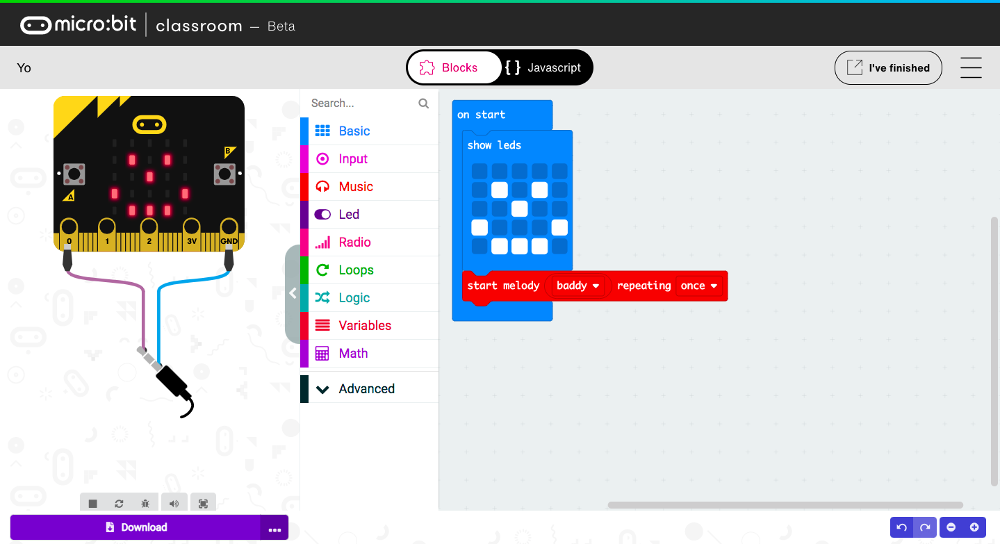 micro:bit classroom – Beta
Yo
Blocks
{ } Javascript
I've finished
B
A
0 1 2 3V GND
Download
...
Search...
Basic
Input
Music
Led
Radio
Loops
Logic
Variables
Math
Advanced
on start
show leds
start melody baddy repeating once